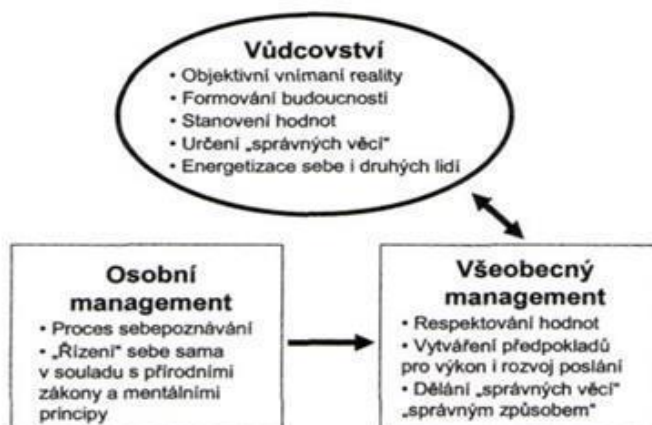 Vůdcovství
• Objektivní vnímaní reality
• Formování budoucnosti
• Stanovení hodnot
• Určení „správných věcí“
• Energetizace sebe i druhých lidí
Osobní
management
• Proces sebepoznávání
• „Řízení“ sebe sama
v souladu s přírodními
zákony a mentálními
principy
Všeobecný
management
• Respektování hodnot
• Vytváření předpokladů
pro výkon i rozvoj poslání
• Dělání „správných věcí“
„správným způsobem“